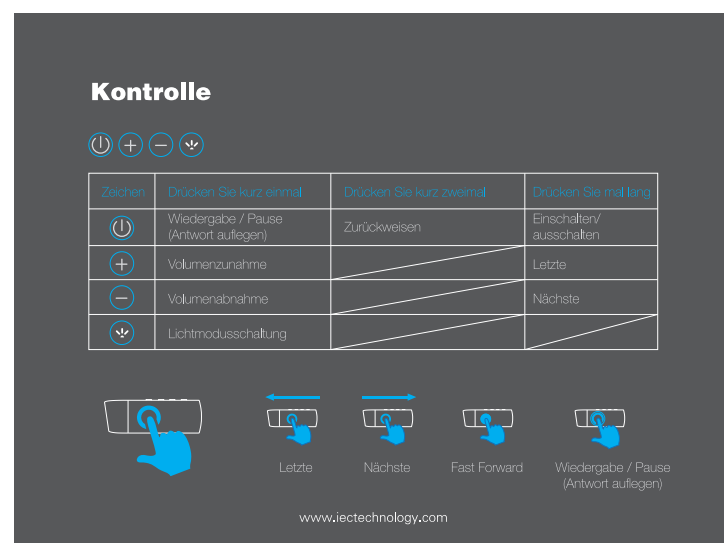 Kontrolle
Zeichen Drücken Sie kurz einmal Drücken Sie kurz zweimal Drücken Sie mal lang
Wiedergabe / Pause
(Antwort auflegen)
Zurückweisen
Einschalten/
ausschalten
Volumenzunahme Letzte
Volumenabnahme Nächste
Lichtmodusschaltung
Letzte Nächste Fast Forward Wiedergabe / Pause
(Antwort auflegen)
www.iectechnology.com